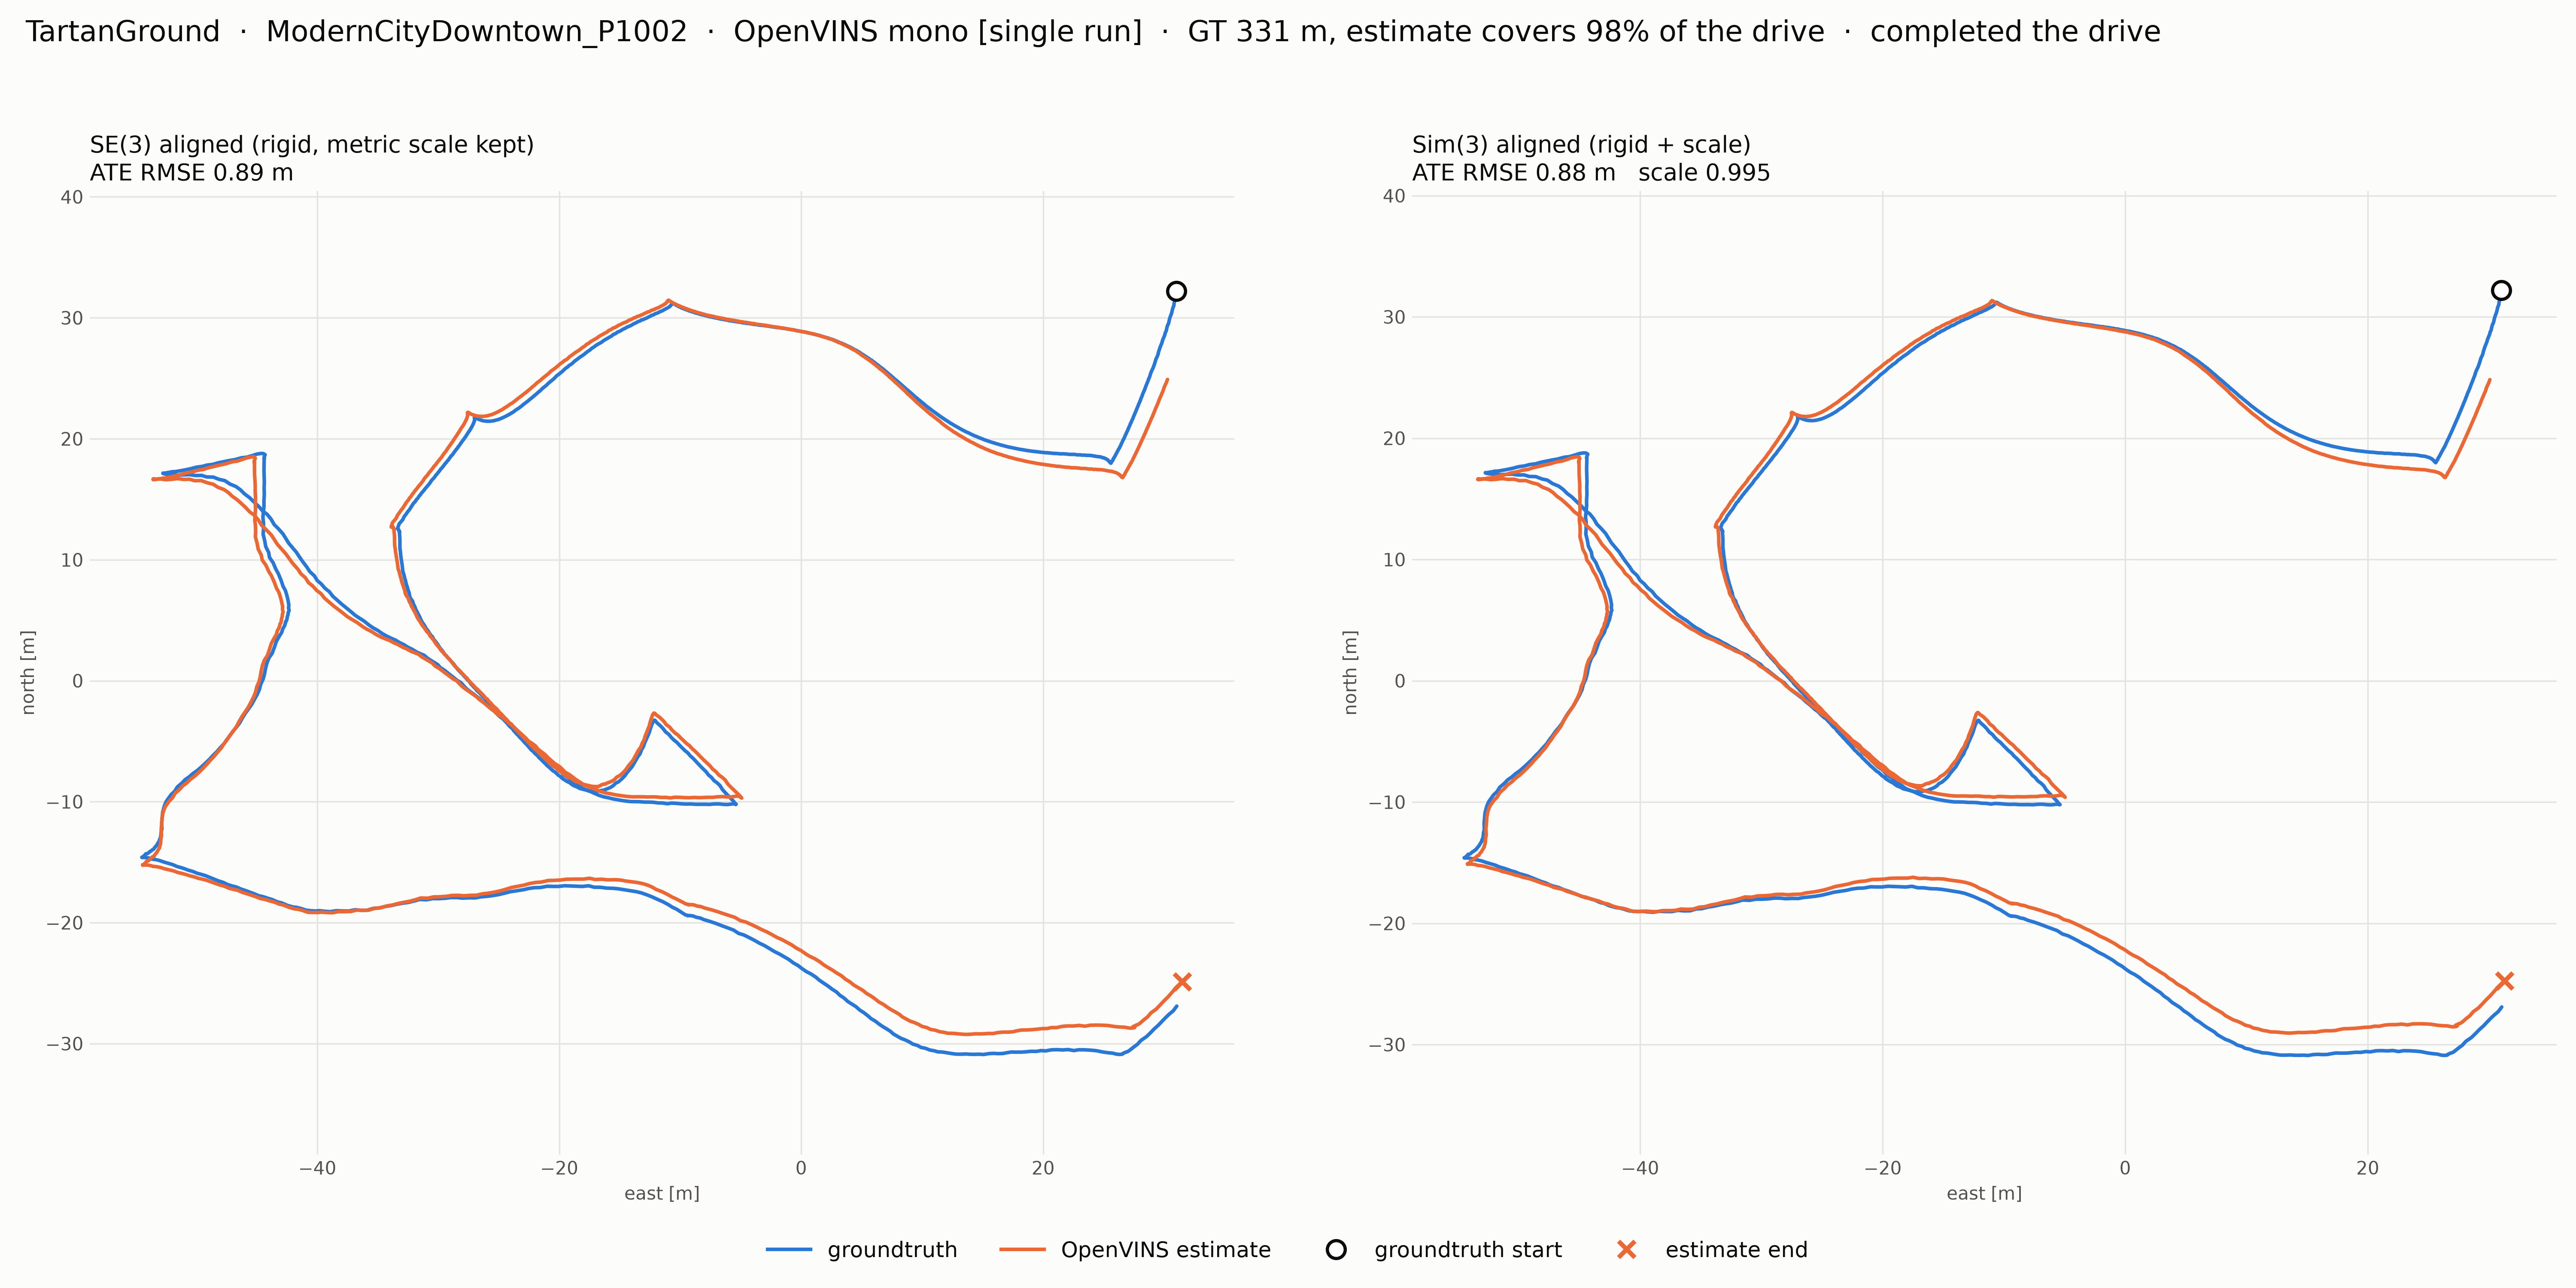 TartanGround · ModernCityDowntown_P1002 · OpenVINS mono [single run] · GT 331 m, estimate covers 98% of the drive · completed the drive
SE(3) aligned (rigid, metric scale kept)
ATE RMSE 0.89 m
40
30
20
10
0
−10
−20
−30
north [m]
−40
−20
0
20
east [m]
Sim(3) aligned (rigid + scale)
ATE RMSE 0.88 m   scale 0.995
40
30
20
10
0
−10
−20
−30
north [m]
−40
−20
0
20
east [m]
groundtruth
OpenVINS estimate
groundtruth start
estimate end